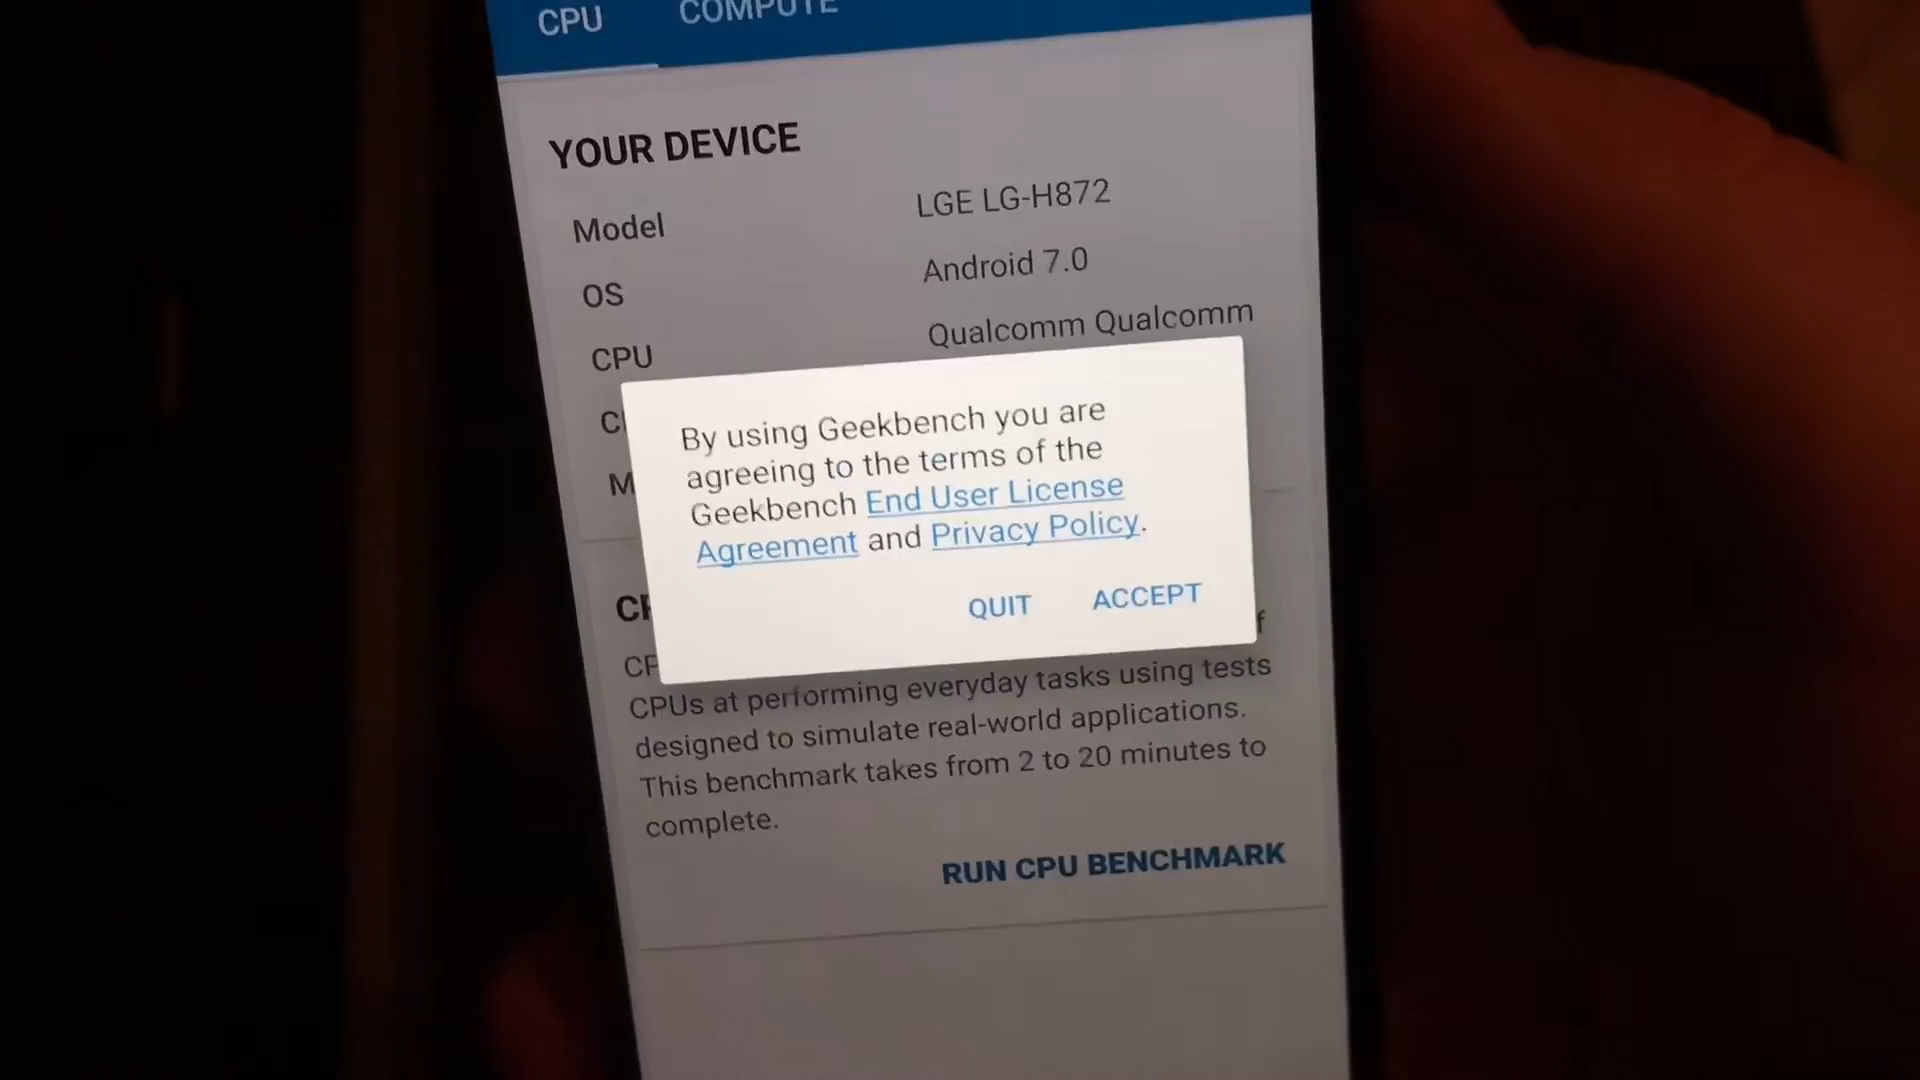 CPU COMPUTE
YOUR DEVICE
Model LGE LG-H872
OS Android 7.0
CPU Qualcomm Qualcomm
By using Geekbench you are
agreeing to the terms of the
Geekbench End User License
Agreement and Privacy Policy.
QUIT ACCEPT
CPUs at performing everyday tasks using tests
designed to simulate real-world applications.
This benchmark takes from 2 to 20 minutes to
complete.
RUN CPU BENCHMARK